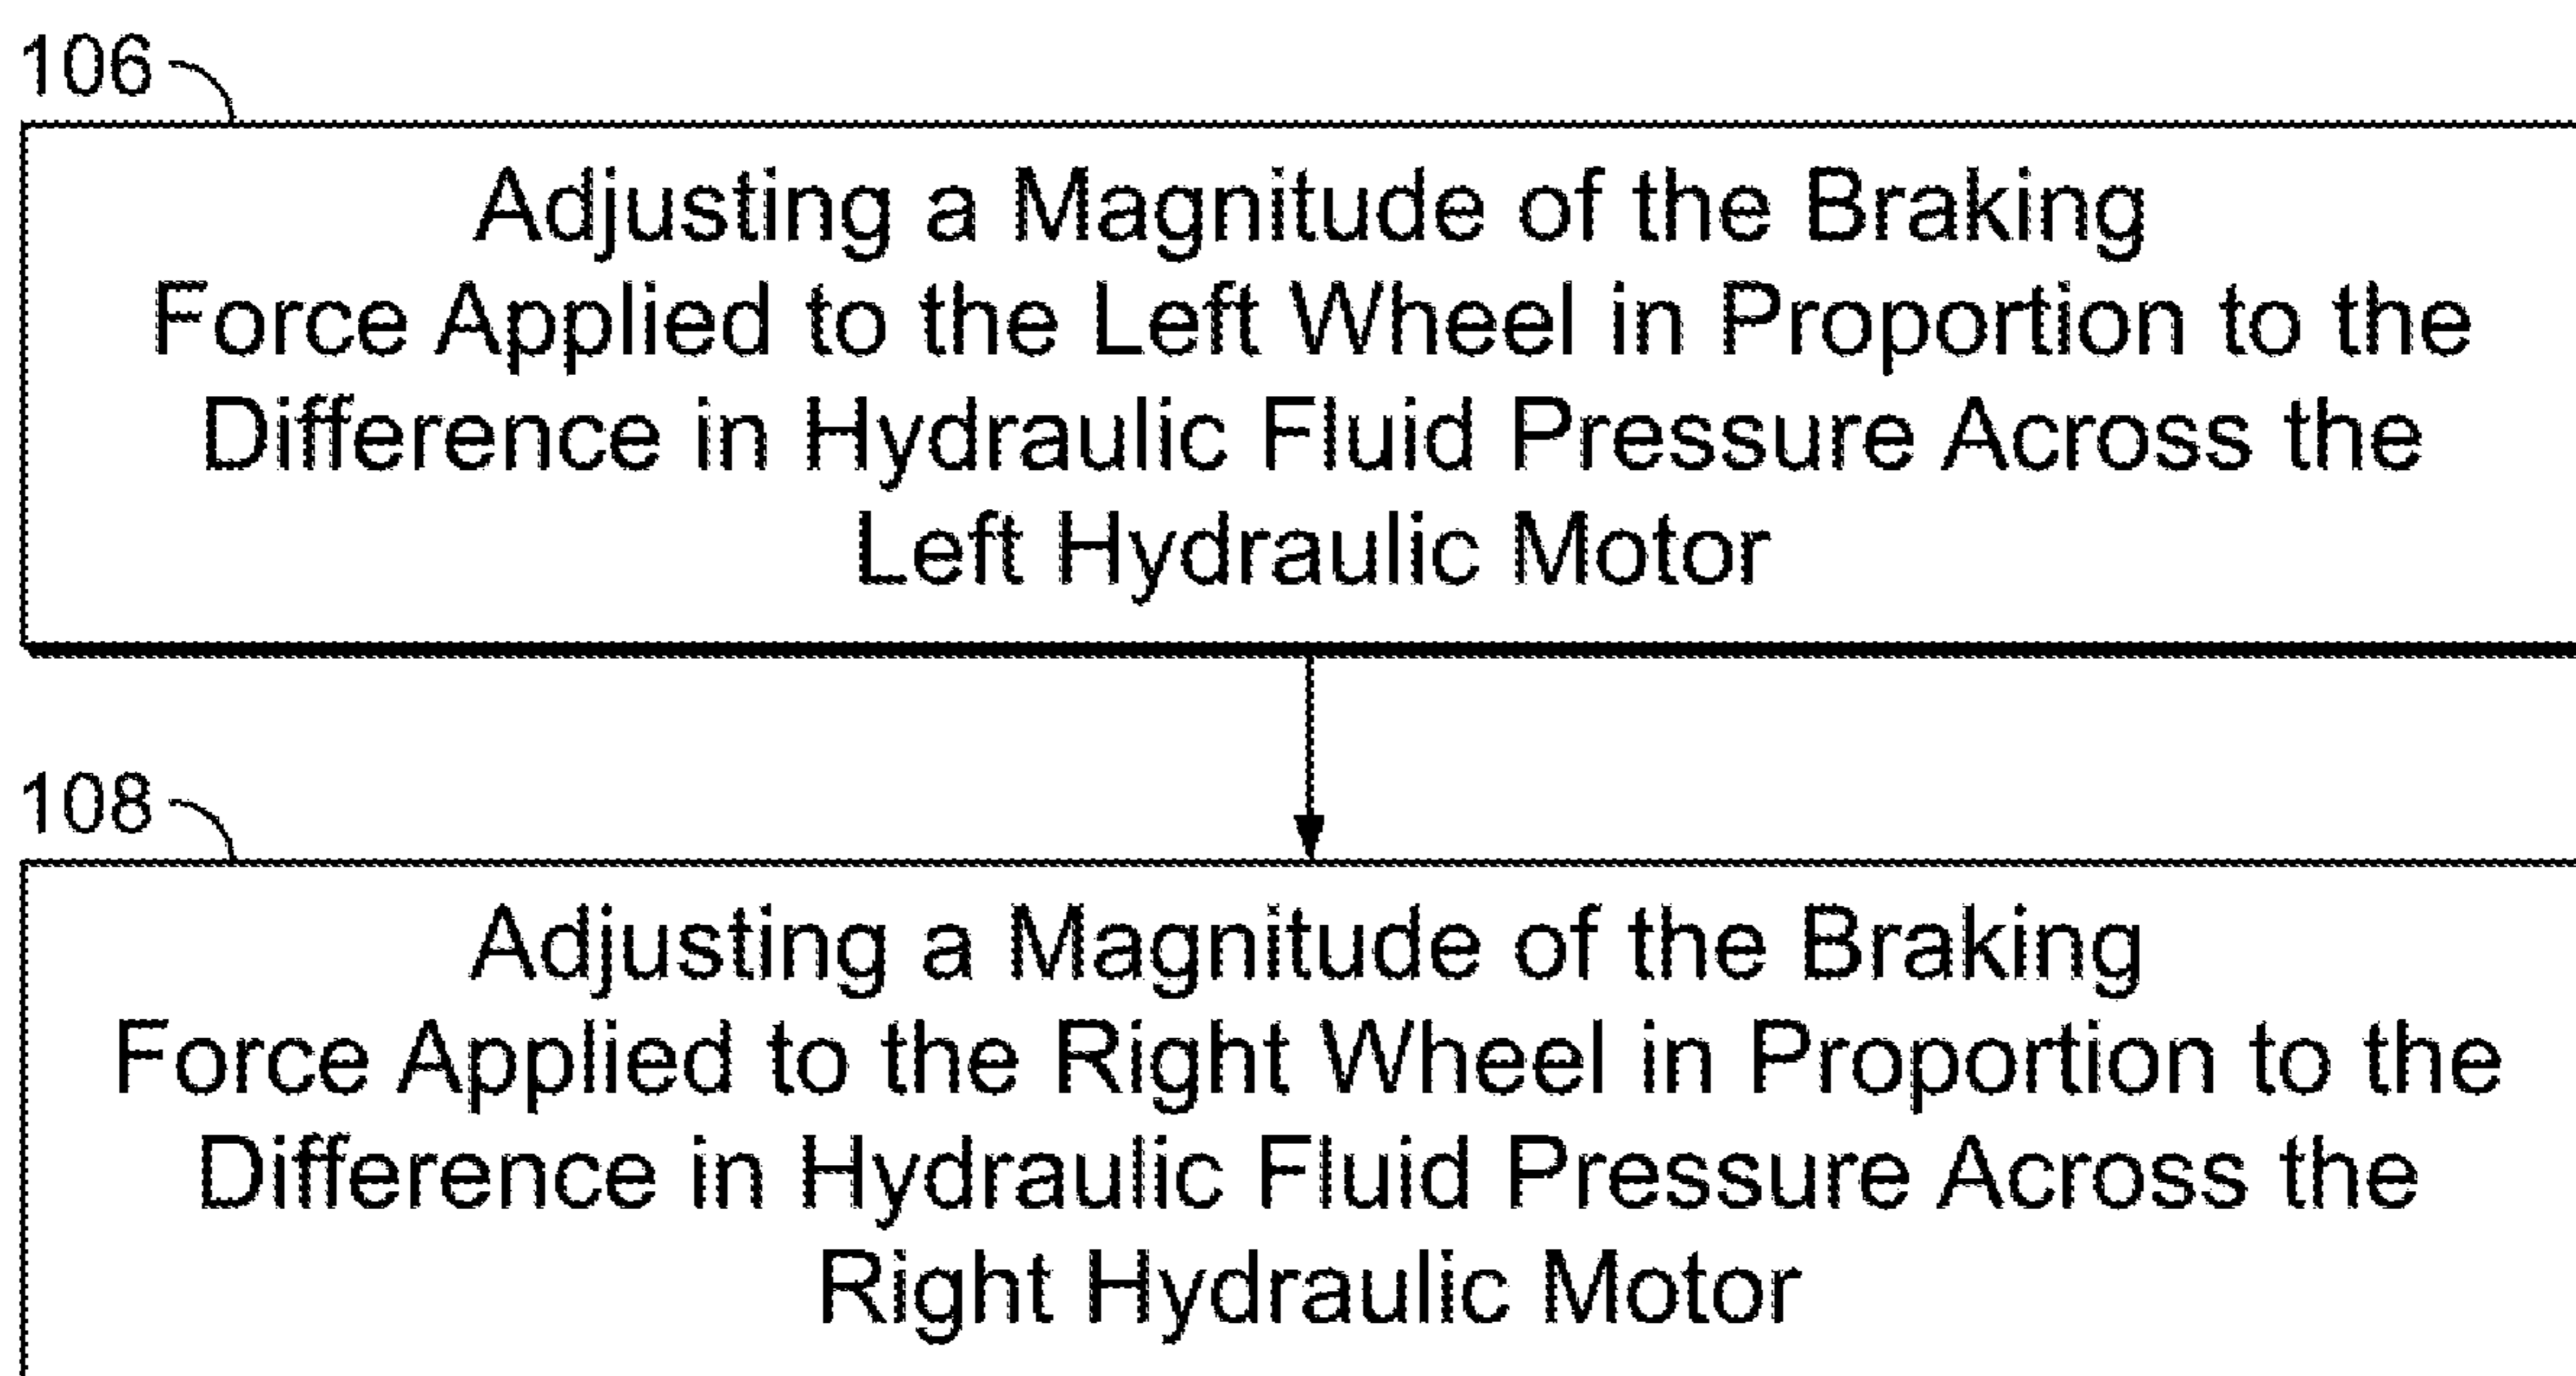 106
Adjusting a Magnitude of the Braking
Force Applied to the Left Wheel in Proportion to the
Difference in Hydraulic Fluid Pressure Across the
Left Hydraulic Motor
108
Adjusting a Magnitude of the Braking
Force Applied to the Right Wheel in Proportion to the
Difference in Hydraulic Fluid Pressure Across the
Right Hydraulic Motor